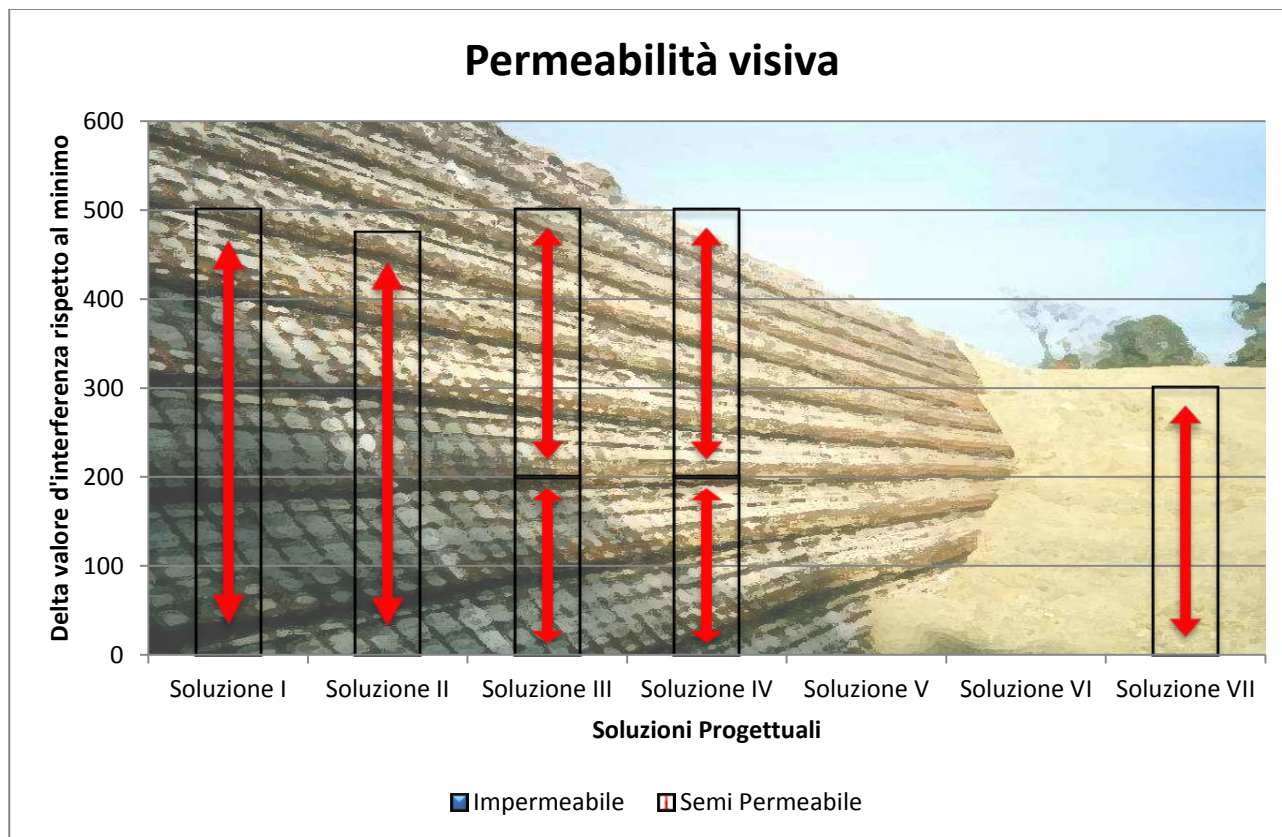 Permeabilità visiva
Delta valore d'interferenza rispetto al minimo
600
500
400
300
200
100
0
Soluzione I Soluzione II Soluzione III Soluzione IV Soluzione V Soluzione VI Soluzione VII
Soluzioni Progettuali
Impermeabile Semi Permeabile